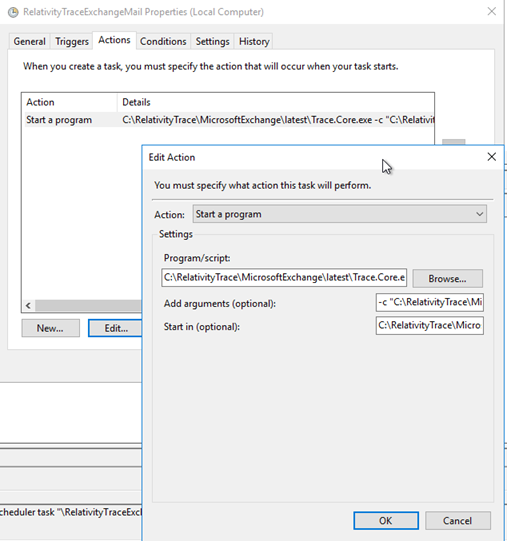 RelativityTraceExchangeMail Properties (Local Computer)
General Triggers Actions Conditions Settings History
When you create a task, you must specify the action that will occur when your task starts.
Action Details
Start a program C:\RelativityTrace\MicrosoftExchange\latest\Trace.Core.exe -c "C:\Relativit
Edit Action
You must specify what action this task will perform.
Action: Start a program
Settings
Program/script:
C:\RelativityTrace\MicrosoftExchange\latest\Trace.Core.e Browse...
Add arguments (optional): -c "C:\RelativityTrace\Mi
Start in (optional): C:\RelativityTrace\Micro
New... Edit...
cheduler task "\RelativityTraceExcl
OK Cancel